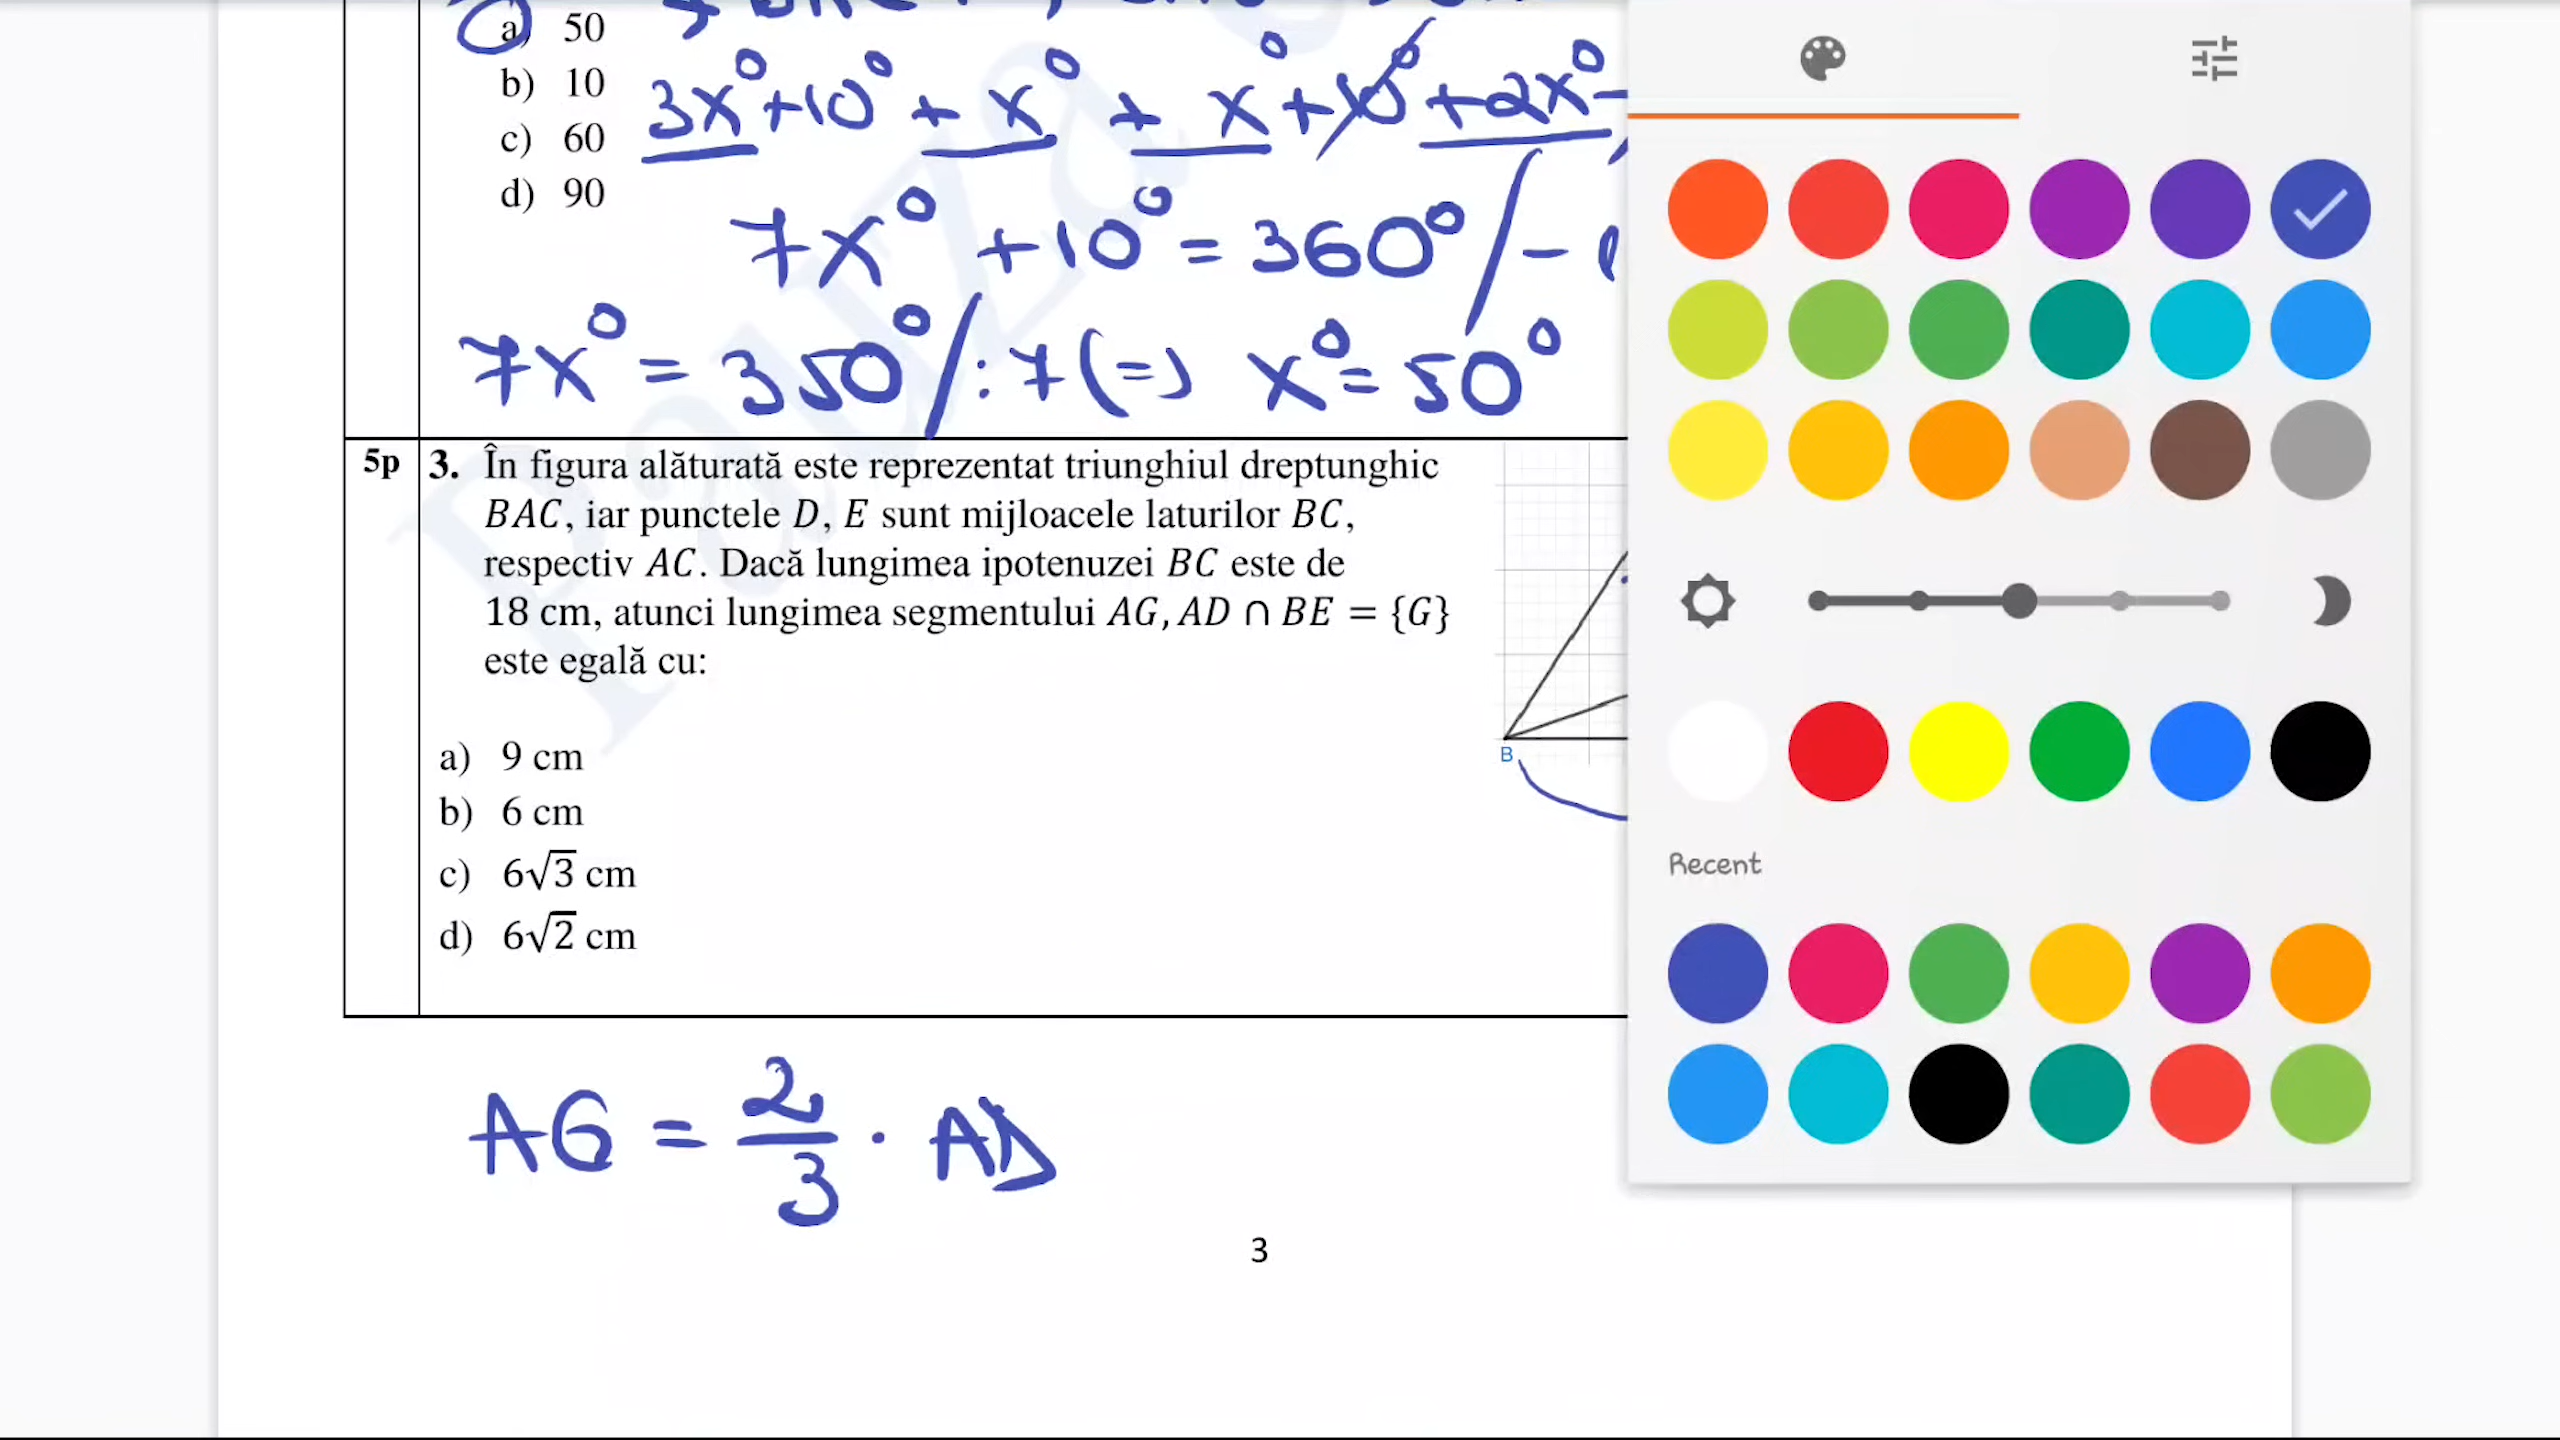 a) 50
b) 10
c) 60
d) 90
3x° + 10° + x° + x° + 10° + 2x° -
7x° + 10° = 360° / -
7x° = 350° / : 7 (=) x° = 50°
5p 3. În figura alăturată este reprezentat triunghiul dreptunghic
BAC, iar punctele D, E sunt mijloacele laturilor BC,
respectiv AC. Dacă lungimea ipotenuzei BC este de
18 cm, atunci lungimea segmentului AG, AD ∩ BE = {G}
este egală cu:
a) 9 cm
b) 6 cm
c) 6√3 cm
d) 6√2 cm
B
AG = 2/3 · AD
3
Recent